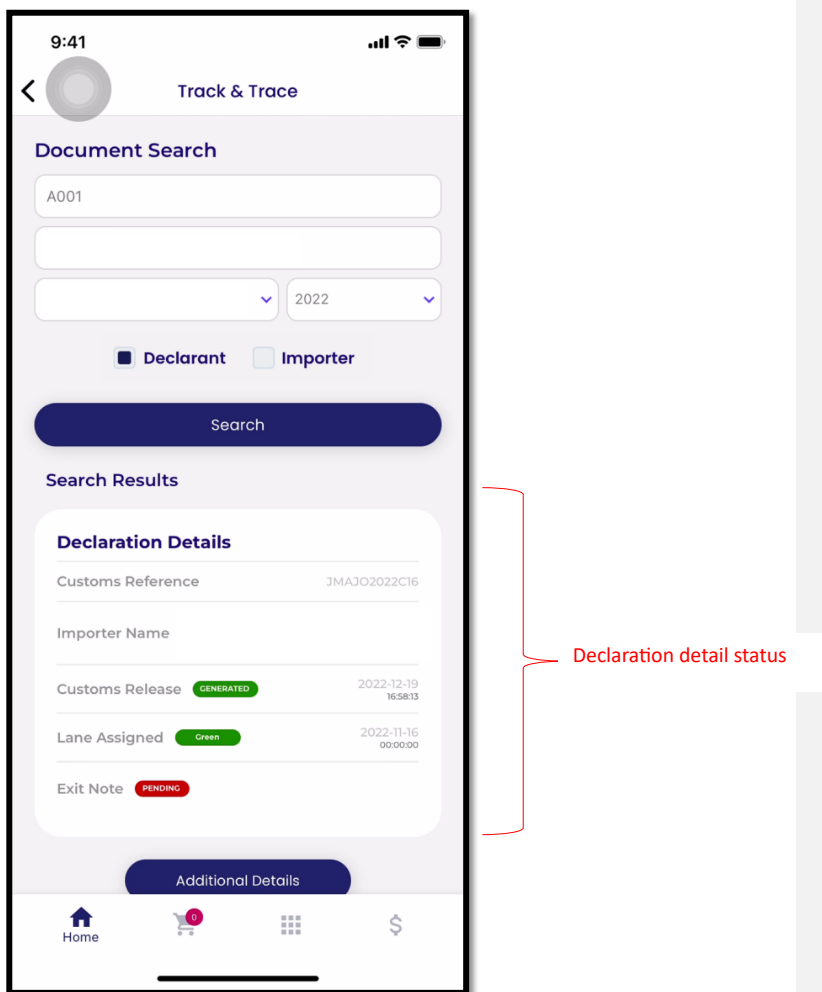 9:41
Track & Trace
Document Search
A001
2022
Declarant Importer
Search
Search Results
Declaration Details
Customs Reference JMAJO2022C16
Importer Name
Customs Release GENERATED 2022-12-19
16:58:13
Lane Assigned Green 2022-11-16
00:00:00
Exit Note PENDING
Declaration detail status
Additional Details
0
Home
$